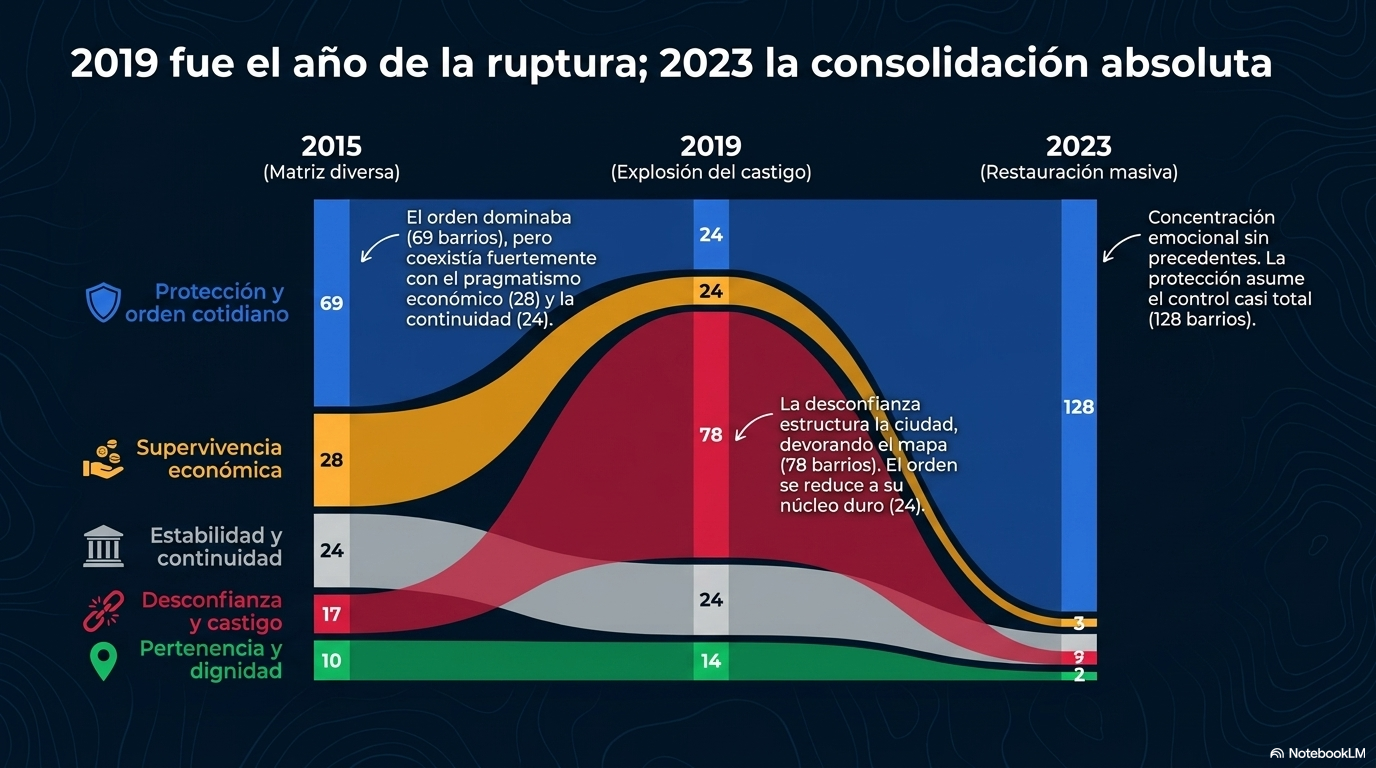 2019 fue el año de la ruptura; 2023 la consolidación absoluta
2015
(Matriz diversa)
2019
(Explosión del castigo)
2023
(Restauración masiva)
Protección y
orden cotidiano
Supervivencia
económica
Estabilidad y
continuidad
Desconfianza
y castigo
Pertenencia y
dignidad
69
28
24
17
10
El orden dominaba
(69 barrios), pero
coexistía fuertemente
con el pragmatismo
económico (28) y la
continuidad (24).
24
24
78
24
14
La desconfianza
estructura la ciudad,
devorando el mapa
(78 barrios). El orden
se reduce a su
núcleo duro (24).
128
3
2
Concentración
emocional sin
precedentes. La
protección asume
el control casi total
(128 barrios).
NotebookLM